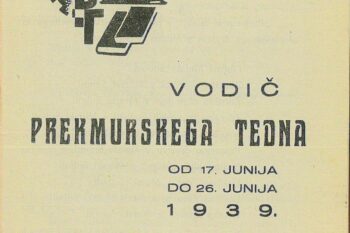 VODIČ
PREKMURSKEGA TEDNA
OD 17. JUNIJA
DO 26. JUNIJA
1939.